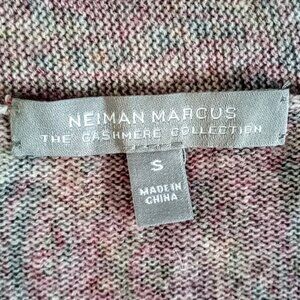 NEIMAN MARCUS
THE CASHMERE COLLECTION
S
MADE IN
CHINA